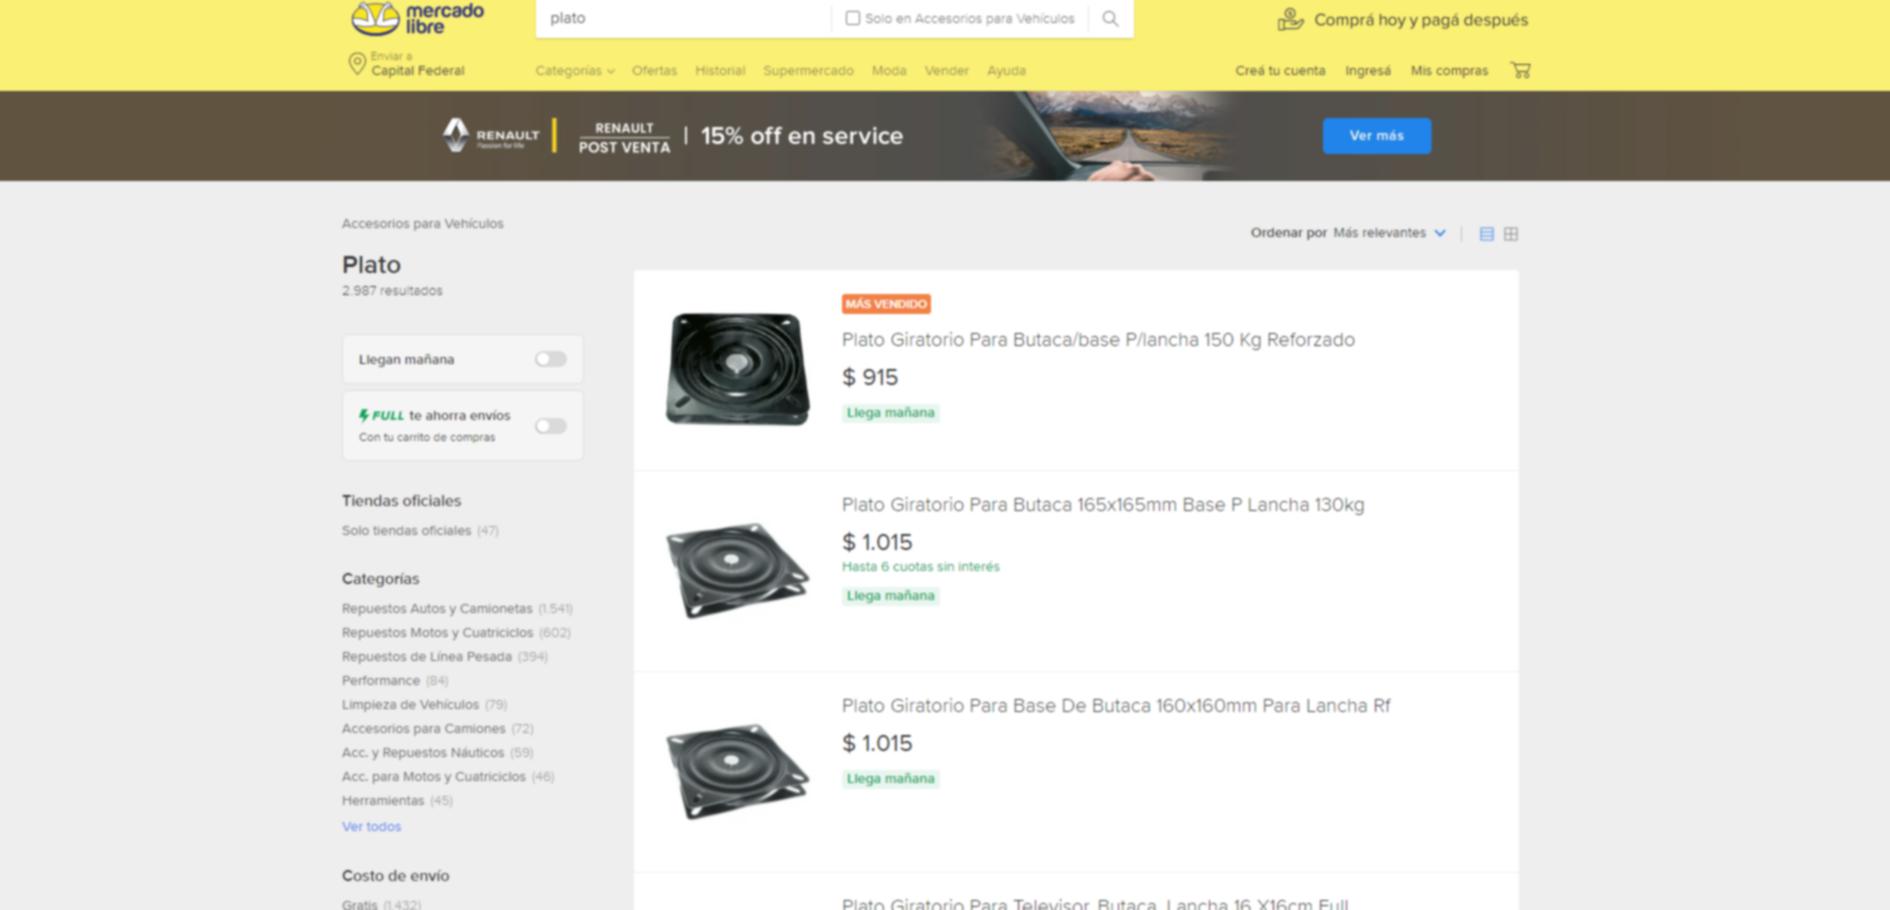 mercado
libre
plato
Solo en Accesorios para Vehículos
Comprá hoy y pagá después
Enviar a
Capital Federal
Categorías
Ofertas
Historial
Supermercado
Moda
Vender
Ayuda
Creá tu cuenta
Ingresá
Mis compras
RENAULT
Passion for life
RENAULT
POST VENTA
15% off en service
Ver más
Accesorios para Vehículos
Plato
2.987 resultados
Ordenar por Más relevantes
Llegan mañana
FULL te ahorra envíos
Con tu carrito de compras
Tiendas oficiales
Solo tiendas oficiales (47)
Categorías
Repuestos Autos y Camionetas (1.541)
Repuestos Motos y Cuatriciclos (602)
Repuestos de Línea Pesada (394)
Performance (84)
Limpieza de Vehículos (79)
Accesorios para Camiones (72)
Acc. y Repuestos Náuticos (59)
Acc. para Motos y Cuatriciclos (46)
Herramientas (45)
Ver todos
Costo de envío
Gratis (1.432)
MÁS VENDIDO
Plato Giratorio Para Butaca/base P/lancha 150 Kg Reforzado
$ 915
Llega mañana
Plato Giratorio Para Butaca 165x165mm Base P Lancha 130kg
$ 1.015
Hasta 6 cuotas sin interés
Llega mañana
Plato Giratorio Para Base De Butaca 160x160mm Para Lancha Rf
$ 1.015
Llega mañana
Plato Giratorio Para Televisor, Butaca, Lancha 16 X16cm Full